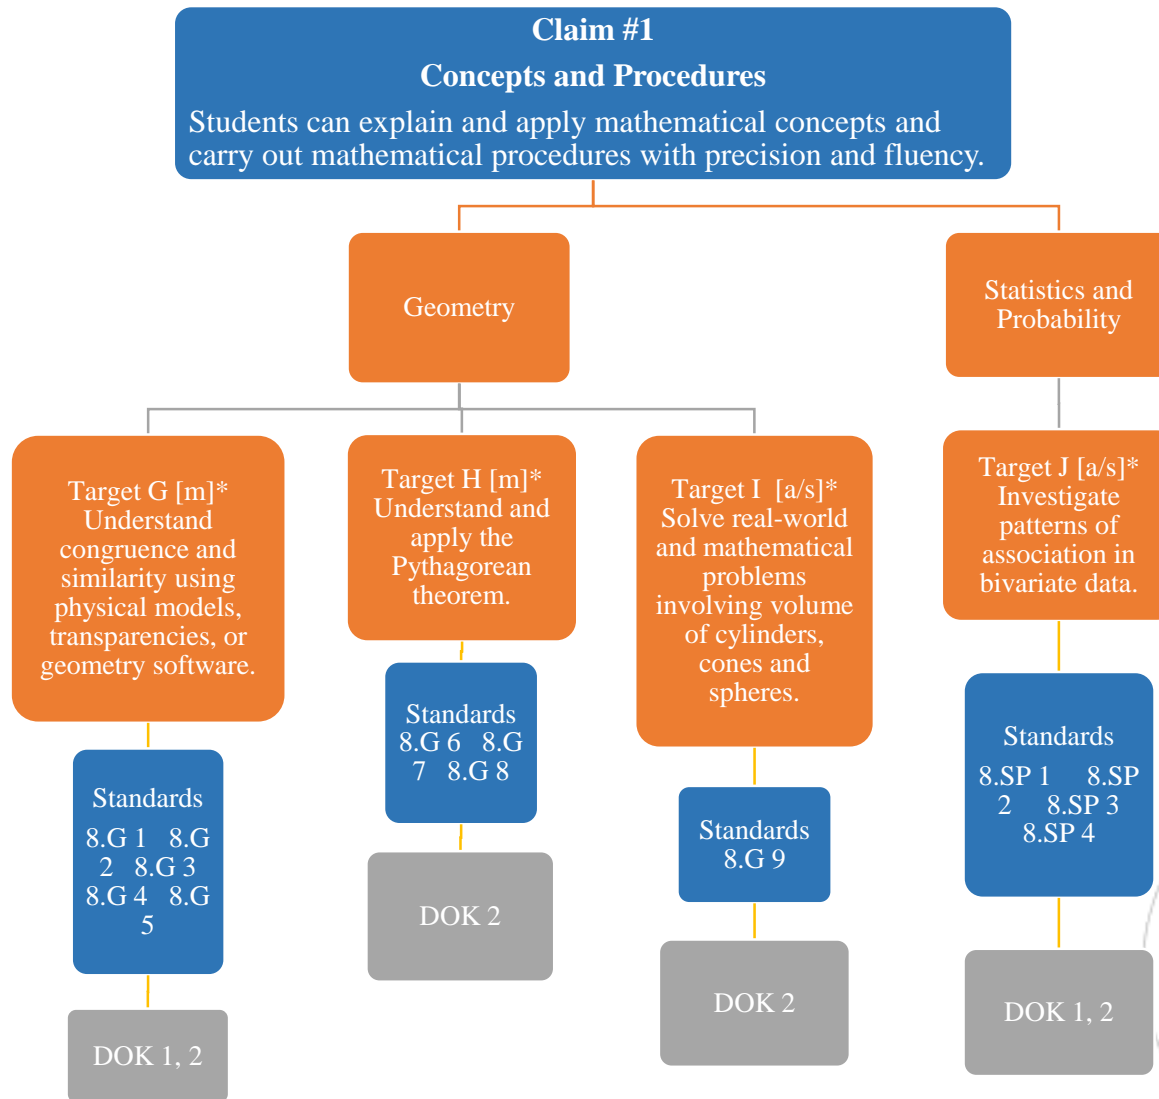 Claim #1
Concepts and Procedures
Students can explain and apply mathematical concepts and
carry out mathematical procedures with precision and fluency.
Geometry
Statistics and
Probability
Target G [m]*
Understand
congruence and
similarity using
physical models,
transparencies, or
geometry software.
Target H [m]*
Understand and
apply the
Pythagorean
theorem.
Target I [a/s]*
Solve real-world
and mathematical
problems
involving volume
of cylinders,
cones and
spheres.
Target J [a/s]*
Investigate
patterns of
association in
bivariate data.
Standards
8.G 1 8.G
2 8.G 3
8.G 4 8.G
5
Standards
8.G 6 8.G
7 8.G 8
Standards
8.G 9
Standards
8.SP 1 8.SP
2 8.SP 3
8.SP 4
DOK 1, 2
DOK 2
DOK 2
DOK 1, 2